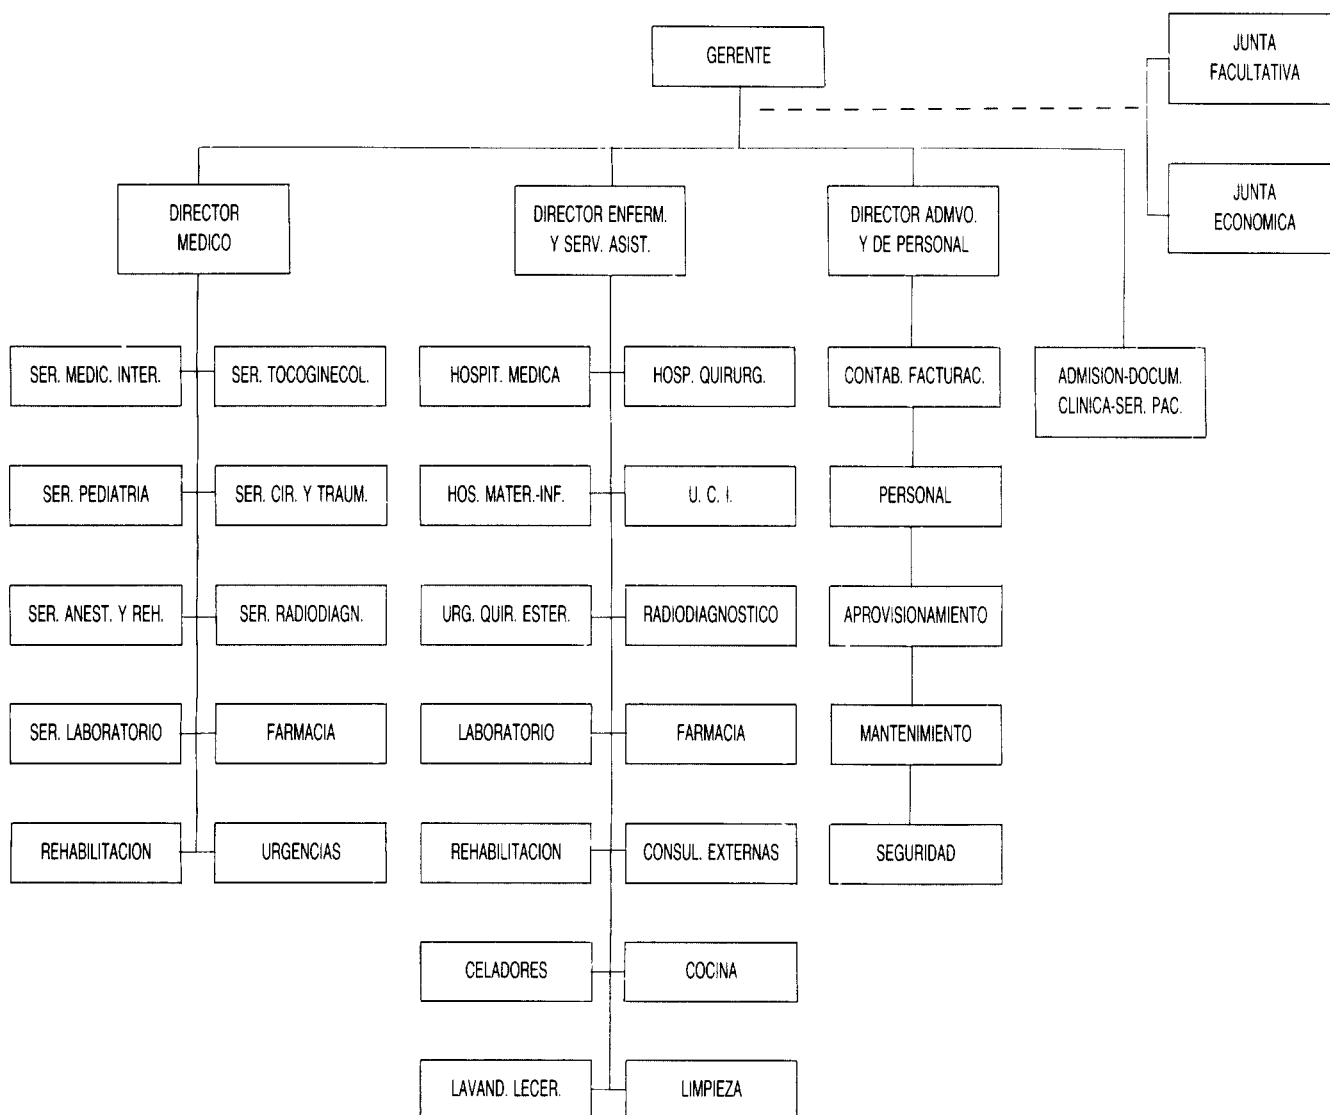 GERENTE
JUNTA
FACULTATIVA
JUNTA
ECONOMICA
DIRECTOR
MEDICO
DIRECTOR ENFERM.
Y SERV. ASIST.
DIRECTOR ADMVO.
Y DE PERSONAL
SER. MEDIC. INTER.
SER. TOCOGINECOL.
HOSPIT. MEDICA
HOSP. QUIRURG.
CONTAB. FACTURAC.
ADMISION-DOCUM.
CLINICA-SER. PAC.
SER. PEDIATRIA
SER. CIR. Y TRAUM.
HOS. MATER.-INF.
U. C. I.
PERSONAL
SER. ANEST. Y REH.
SER. RADIODIAGN.
URG. QUIR. ESTER.
RADIODIAGNOSTICO
APROVISIONAMIENTO
SER. LABORATORIO
FARMACIA
LABORATORIO
FARMACIA
MANTENIMIENTO
REHABILITACION
URGENCIAS
REHABILITACION
CONSUL. EXTERNAS
SEGURIDAD
CELADORES
COCINA
LAVAND. LECER.
LIMPIEZA